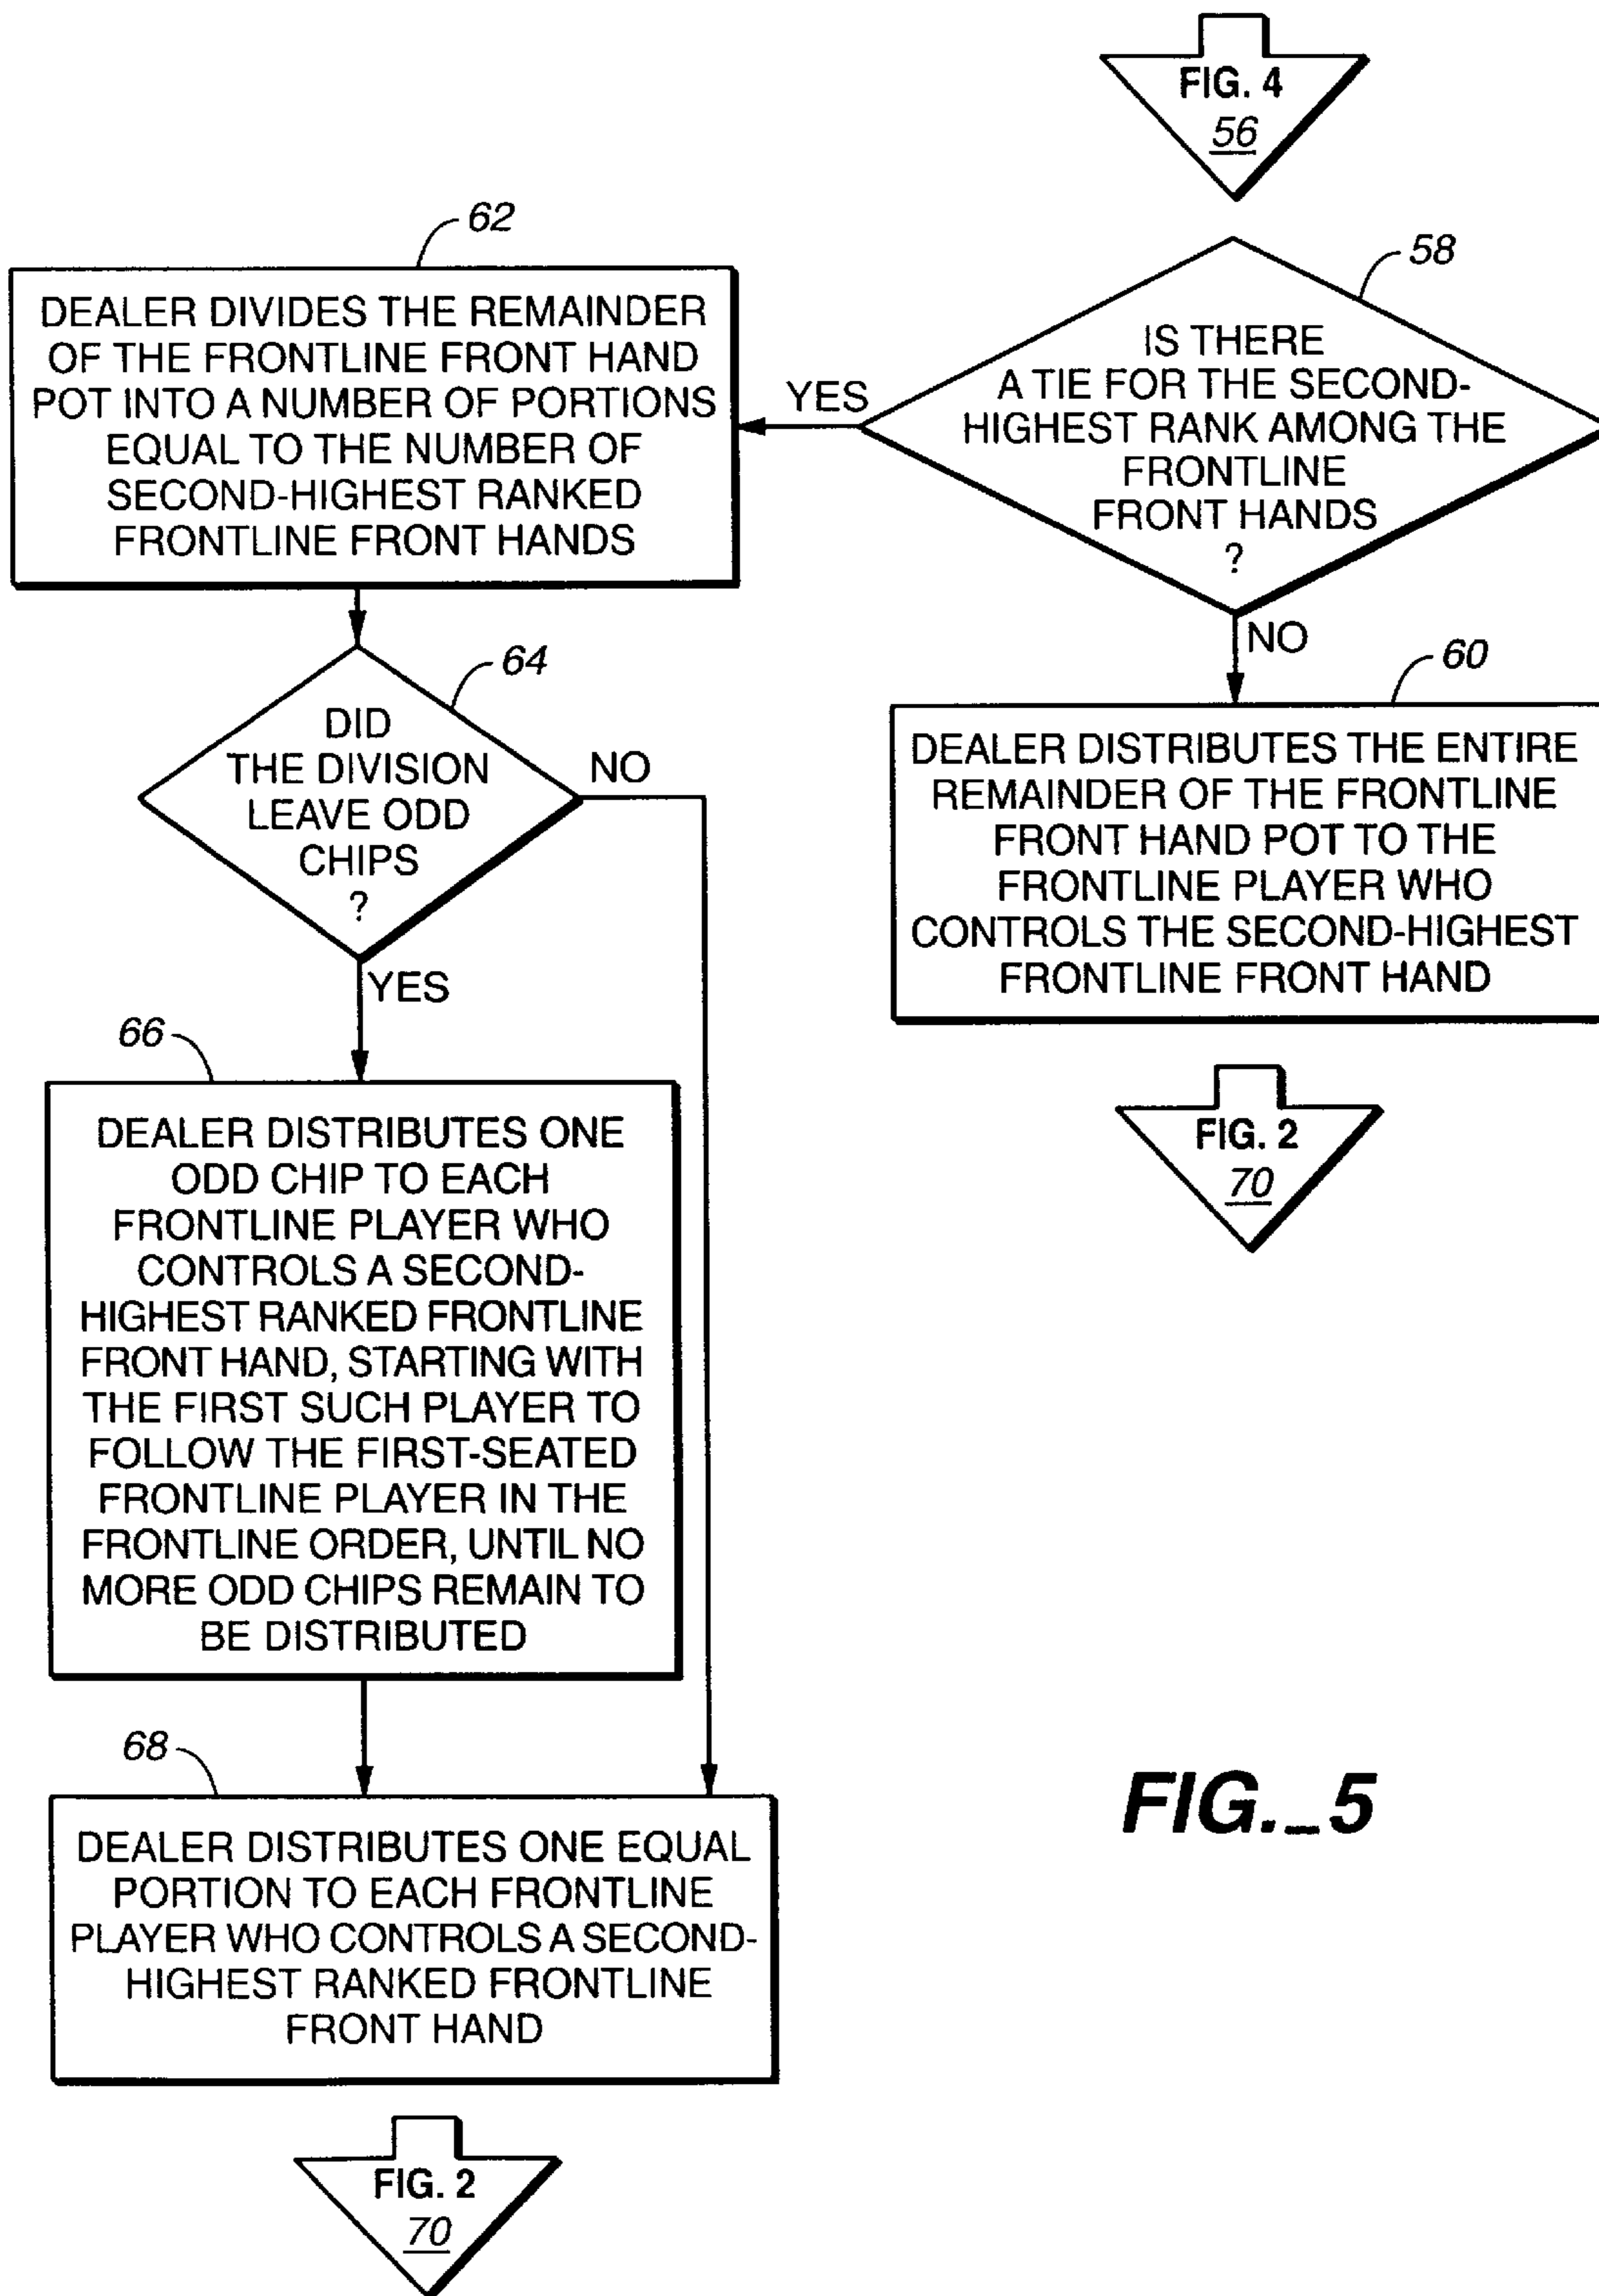 FIG. 4
56
58
IS THERE
A TIE FOR THE SECOND-
HIGHEST RANK AMONG THE
FRONTLINE
FRONT HANDS
?
YES
NO
62
DEALER DIVIDES THE REMAINDER
OF THE FRONTLINE FRONT HAND
POT INTO A NUMBER OF PORTIONS
EQUAL TO THE NUMBER OF
SECOND-HIGHEST RANKED
FRONTLINE FRONT HANDS
60
DEALER DISTRIBUTES THE ENTIRE
REMAINDER OF THE FRONTLINE
FRONT HAND POT TO THE
FRONTLINE PLAYER WHO
CONTROLS THE SECOND-HIGHEST
FRONTLINE FRONT HAND
FIG. 2
70
64
DID
THE DIVISION
LEAVE ODD
CHIPS
?
NO
YES
66
DEALER DISTRIBUTES ONE
ODD CHIP TO EACH
FRONTLINE PLAYER WHO
CONTROLS A SECOND-
HIGHEST RANKED FRONTLINE
FRONT HAND, STARTING WITH
THE FIRST SUCH PLAYER TO
FOLLOW THE FIRST-SEATED
FRONTLINE PLAYER IN THE
FRONTLINE ORDER, UNTIL NO
MORE ODD CHIPS REMAIN TO
BE DISTRIBUTED
68
DEALER DISTRIBUTES ONE EQUAL
PORTION TO EACH FRONTLINE
PLAYER WHO CONTROLS A SECOND-
HIGHEST RANKED FRONTLINE
FRONT HAND
FIG. 2
70
FIG._5